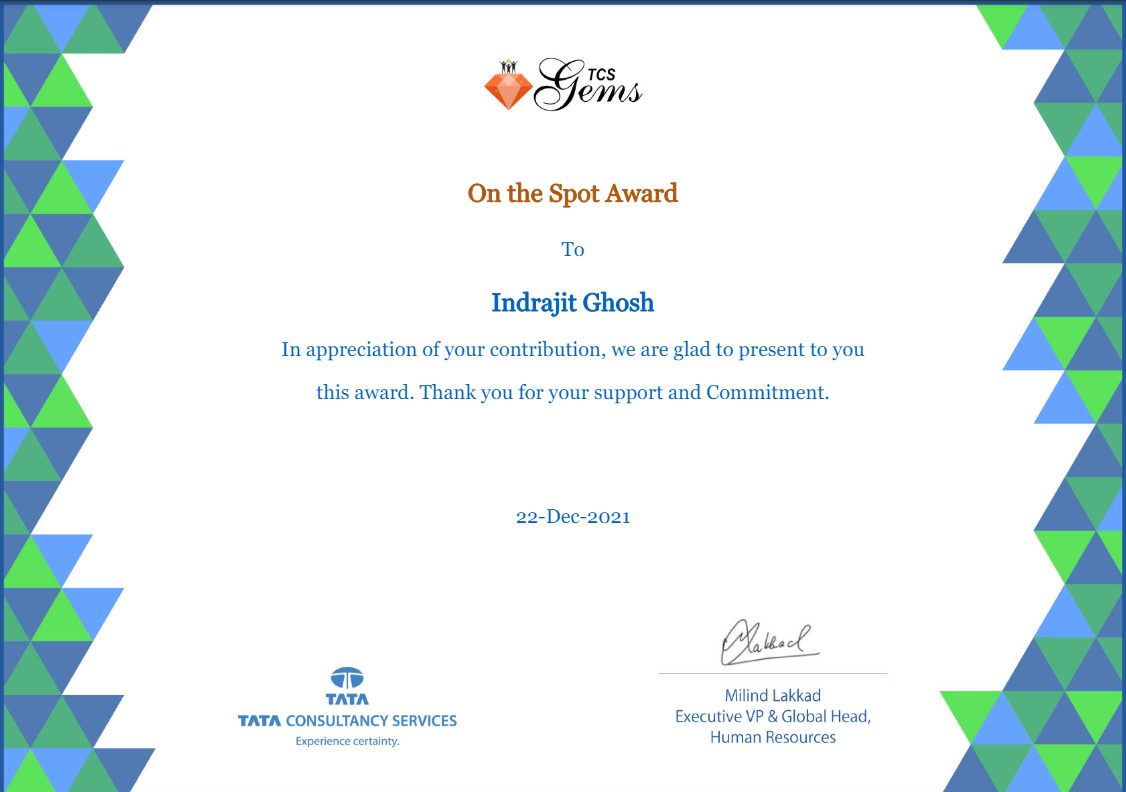 TCS
Gems
On the Spot Award
To
Indrajit Ghosh
In appreciation of your contribution, we are glad to present to you
this award. Thank you for your support and Commitment.
22-Dec-2021
Lakkad
TATA
TATA CONSULTANCY SERVICES
Experience certainty.
Milind Lakkad
Executive VP & Global Head,
Human Resources